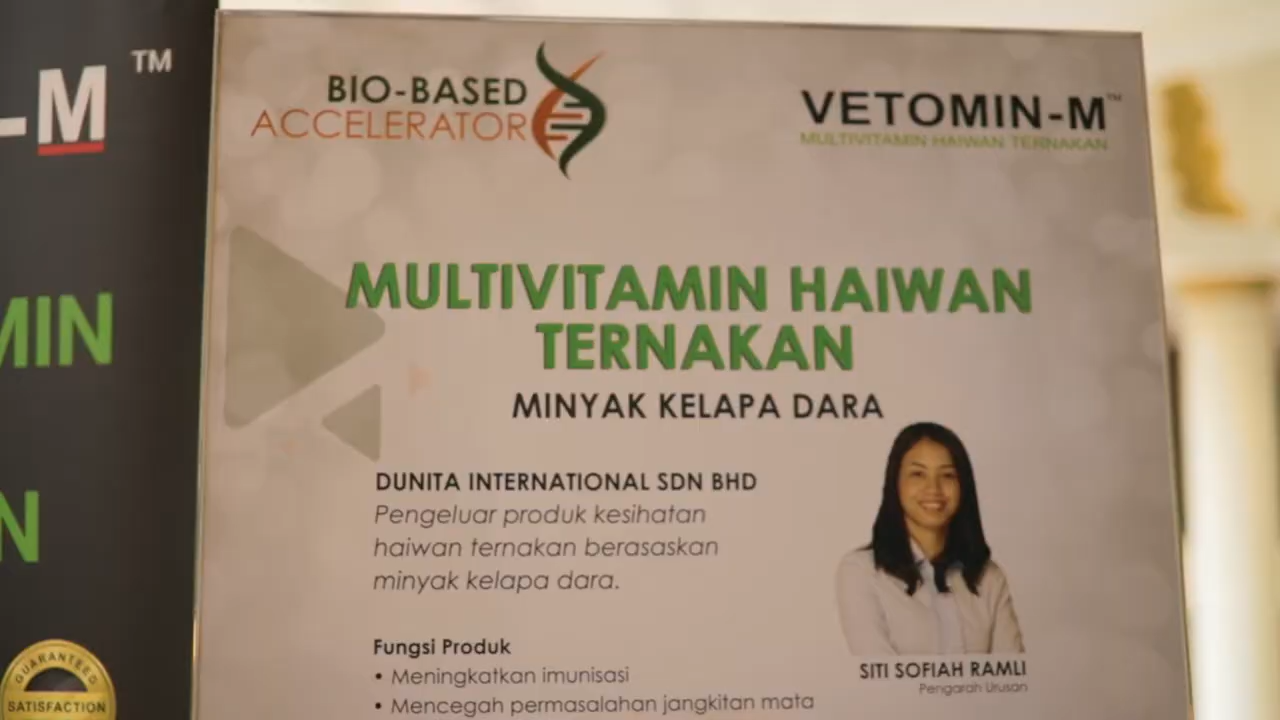 -M ™
MIN
N
GUARANTEED
SATISFACTION
BIO-BASED
ACCELERATOR
VETOMIN-M™
MULTIVITAMIN HAIWAN TERNAKAN
MULTIVITAMIN HAIWAN
TERNAKAN
MINYAK KELAPA DARA
DUNITA INTERNATIONAL SDN BHD
Pengeluar produk kesihatan
haiwan ternakan berasaskan
minyak kelapa dara.
Fungsi Produk
• Meningkatkan imunisasi
• Mencegah permasalahan jangkitan mata
SITI SOFIAH RAMLI
Pengarah Urusan